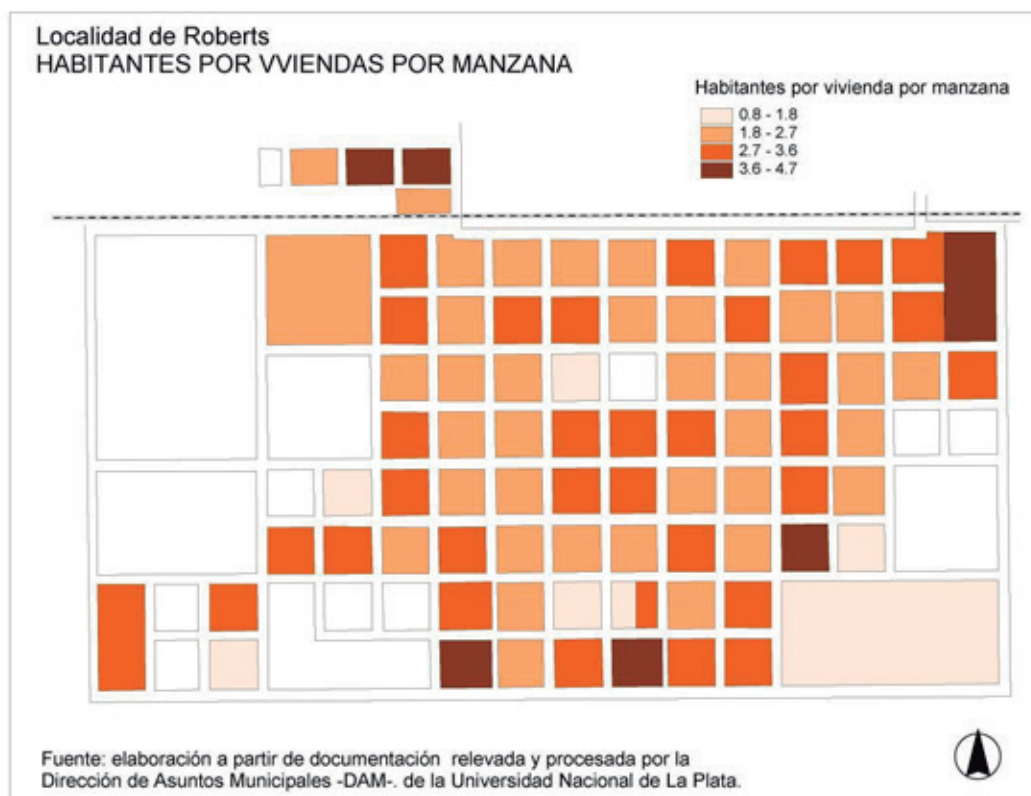 Localidad de Roberts
HABITANTES POR VVIENDAS POR MANZANA
Habitantes por vivienda por manzana
0.8 - 1.8
1.8 - 2.7
2.7 - 3.6
3.6 - 4.7
Fuente: elaboración a partir de documentación relevada y procesada por la
Dirección de Asuntos Municipales -DAM-. de la Universidad Nacional de La Plata.